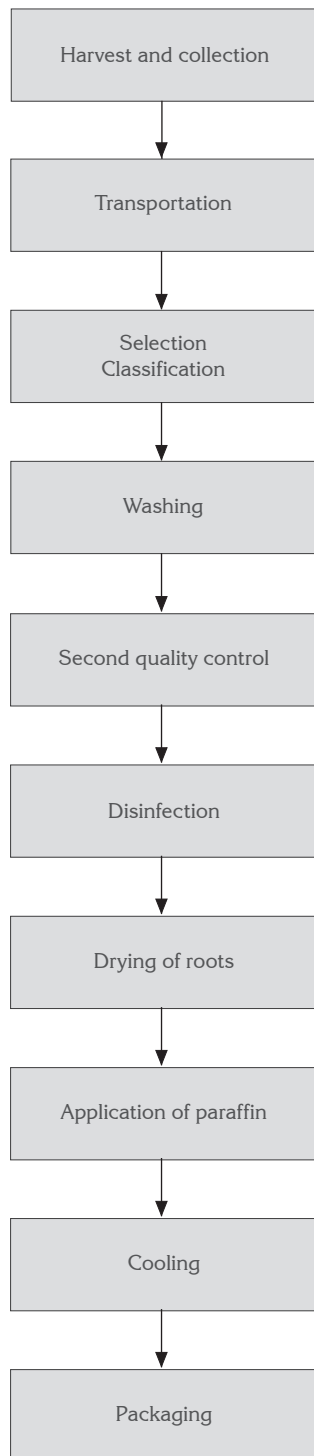 Harvest and collection
Transportation
Selection
Classification
Washing
Second quality control
Disinfection
Drying of roots
Application of paraffin
Cooling
Packaging